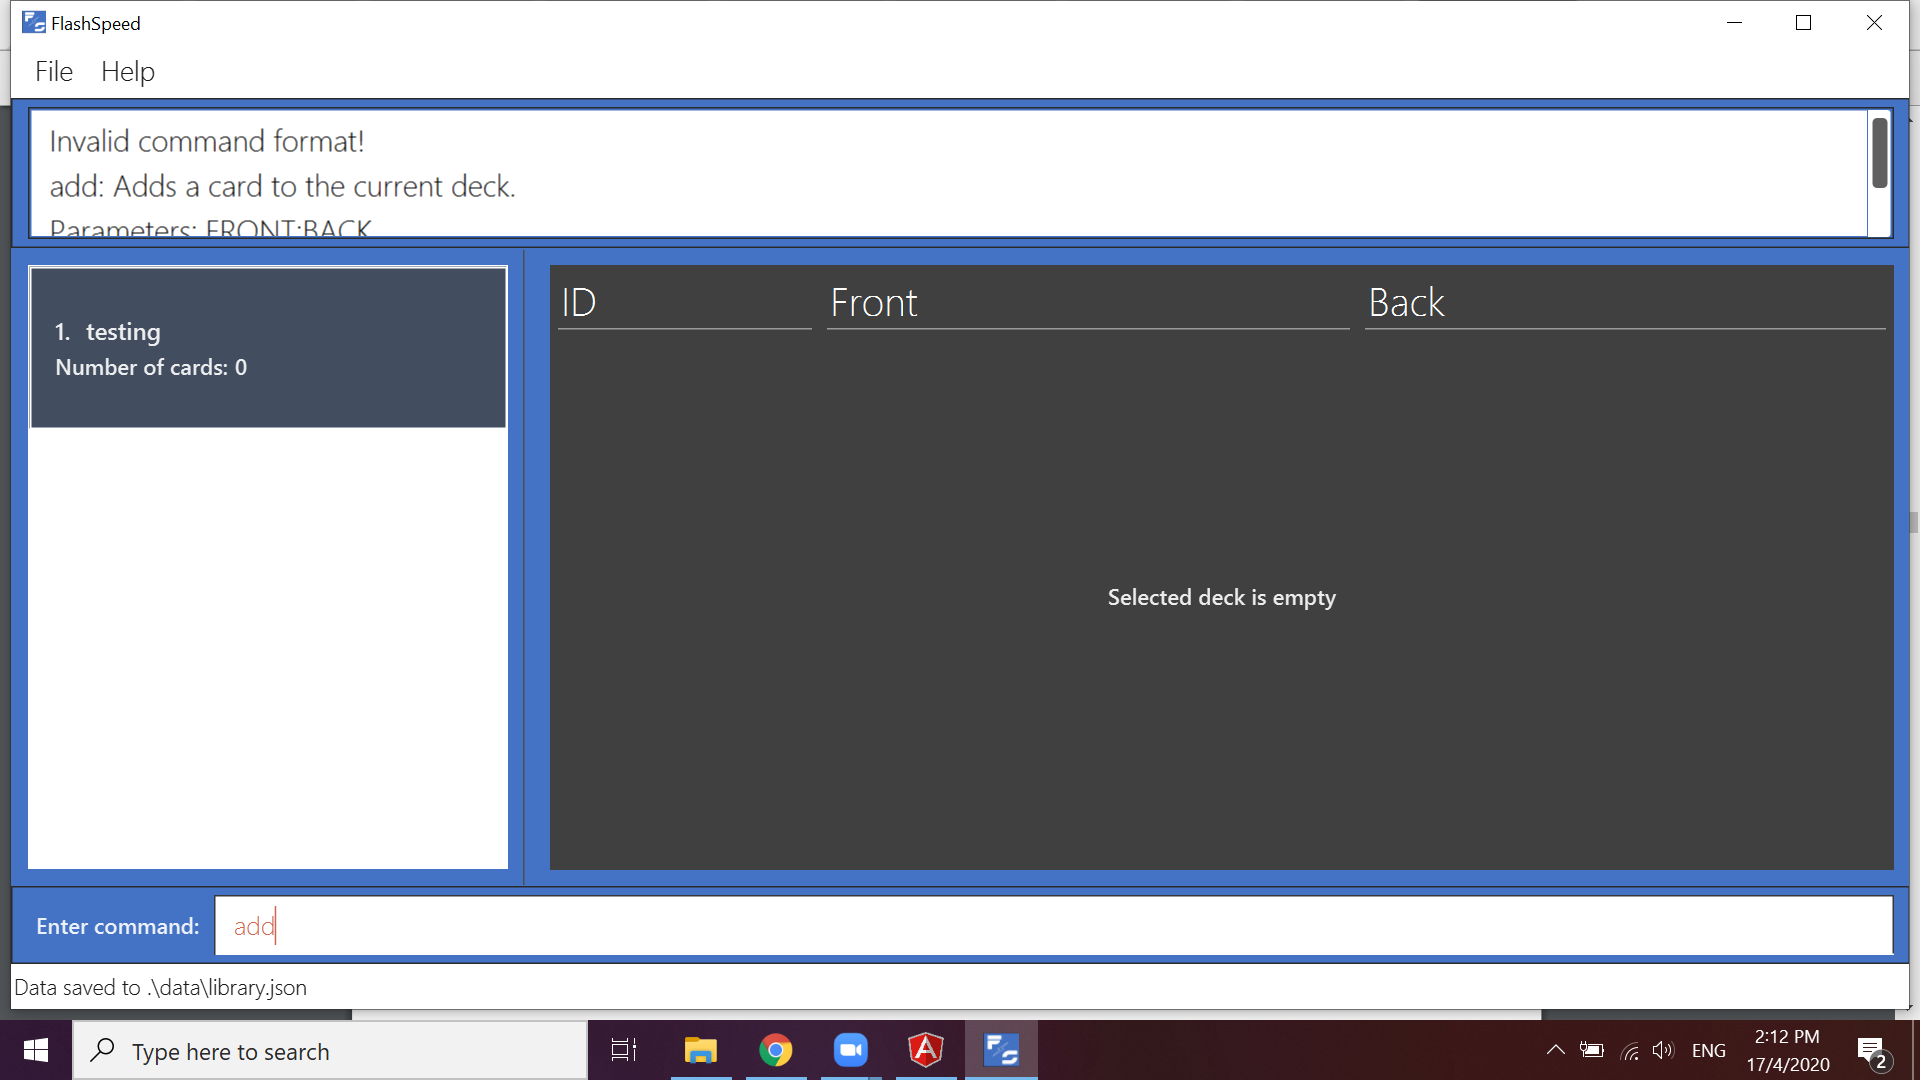 FlashSpeed
File Help
Invalid command format!
add: Adds a card to the current deck.
Parameters: FRONT:BACK
1. testing
Number of cards: 0
ID Front Back
Selected deck is empty
Enter command: add
Data saved to .\data\library.json
Type here to search
ENG
2:12 PM
17/4/2020
2